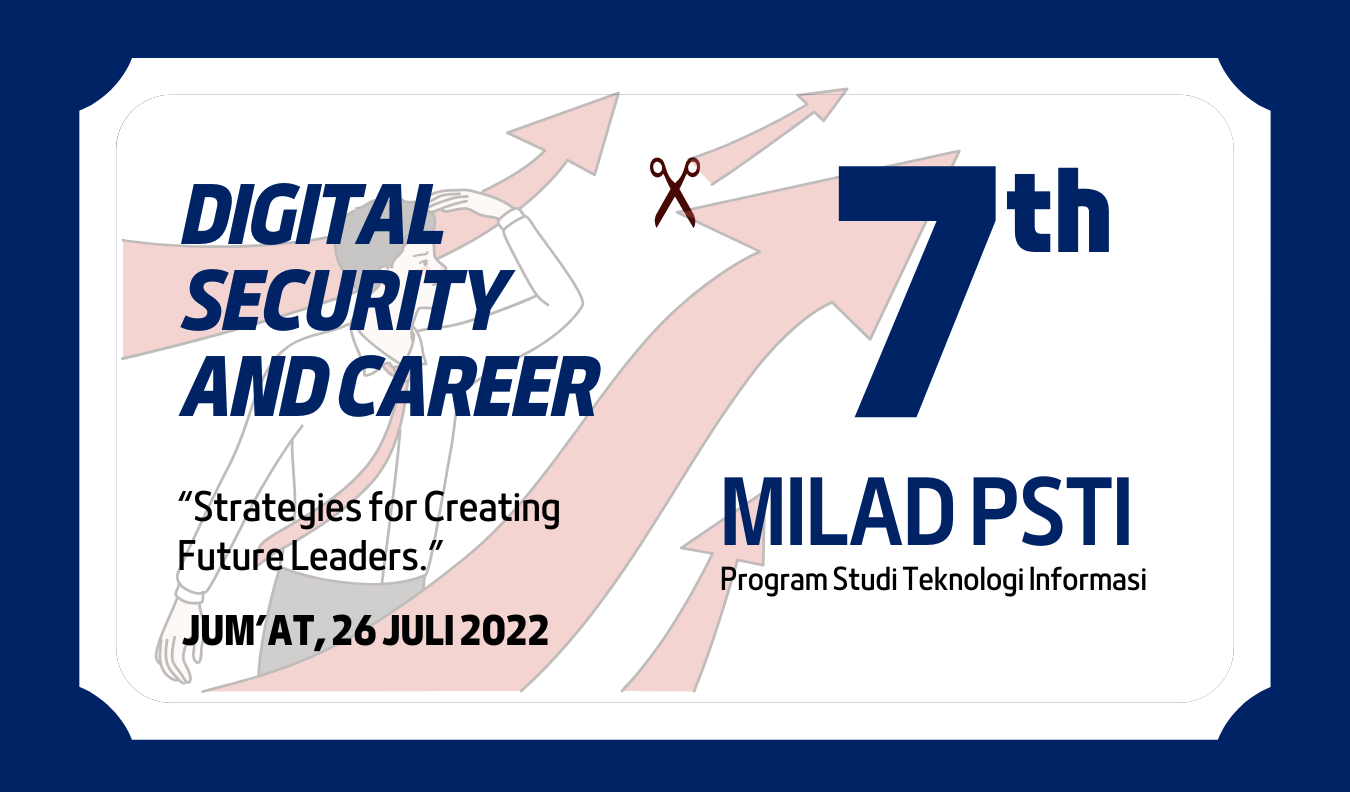 DIGITAL
SECURITY
AND CAREER
“Strategies for Creating
Future Leaders.”
JUM’AT, 26 JULI 2022
7th
MILAD PSTI
Program Studi Teknologi Informasi